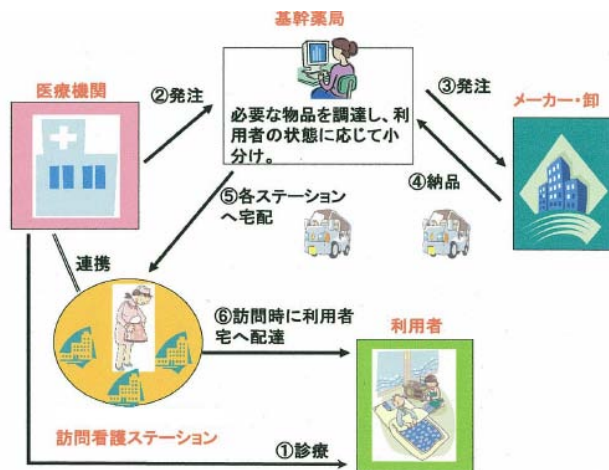 基幹薬局
医療機関
②発注
③発注
メーカー・卸
必要な物品を調達し、利
用者の状態に応じて小
分け。
④納品
⑤各ステーション
へ宅配
連携
⑥訪問時に利用者
宅へ配達
利用者
訪問看護ステーション
①診療